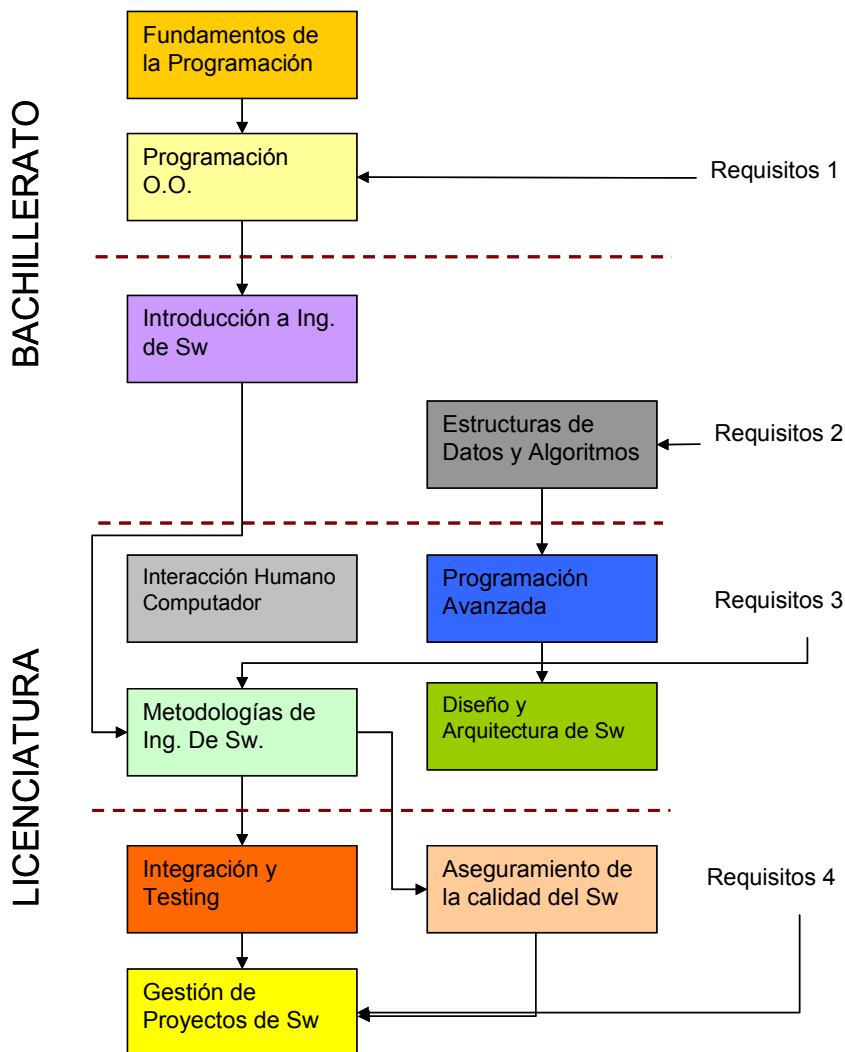 Fundamentos de
la Programación
BACHILLERATO
Programación
O.O.
Requisitos 1
Introducción a Ing.
de Sw
Estructuras de
Datos y Algoritmos
Requisitos 2
Interacción Humano
Computador
Programación
Avanzada
Requisitos 3
LICENCIATURA
Metodologías de
Ing. De Sw.
Diseño y
Arquitectura de Sw
Integración y
Testing
Aseguramiento de
la calidad del Sw
Requisitos 4
Gestión de
Proyectos de Sw